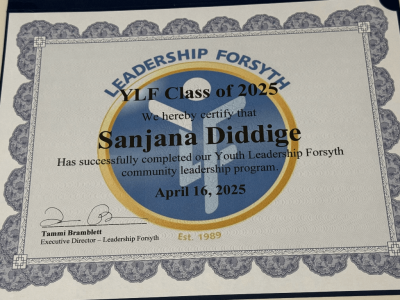 LEADERSHIP FORSYTH
YLF Class of 2025
We hereby certify that
Sanjana Diddige
Has successfully completed our Youth Leadership Forsyth
community leadership program.
April 16, 2025
Tammi Bramblett
Executive Director – Leadership Forsyth
Est. 1989